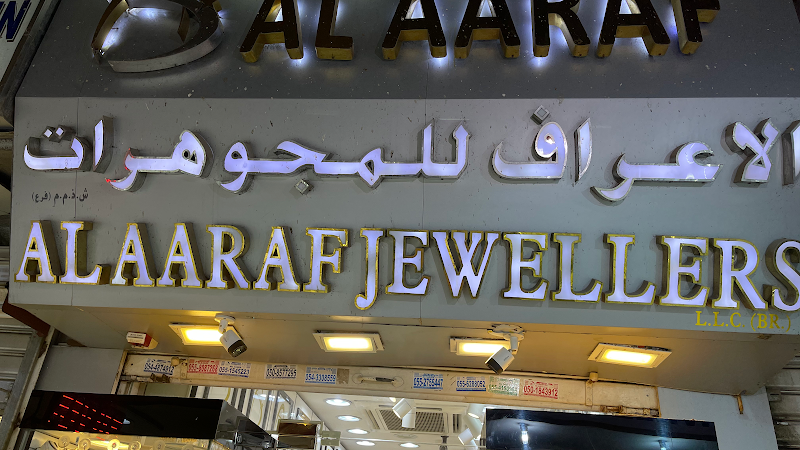 AL AARAF
الاعراف للمجوهرات
ش.ذ.م.م (فرع)
AL AARAF JEWELLERS
L.L.C (BR.)